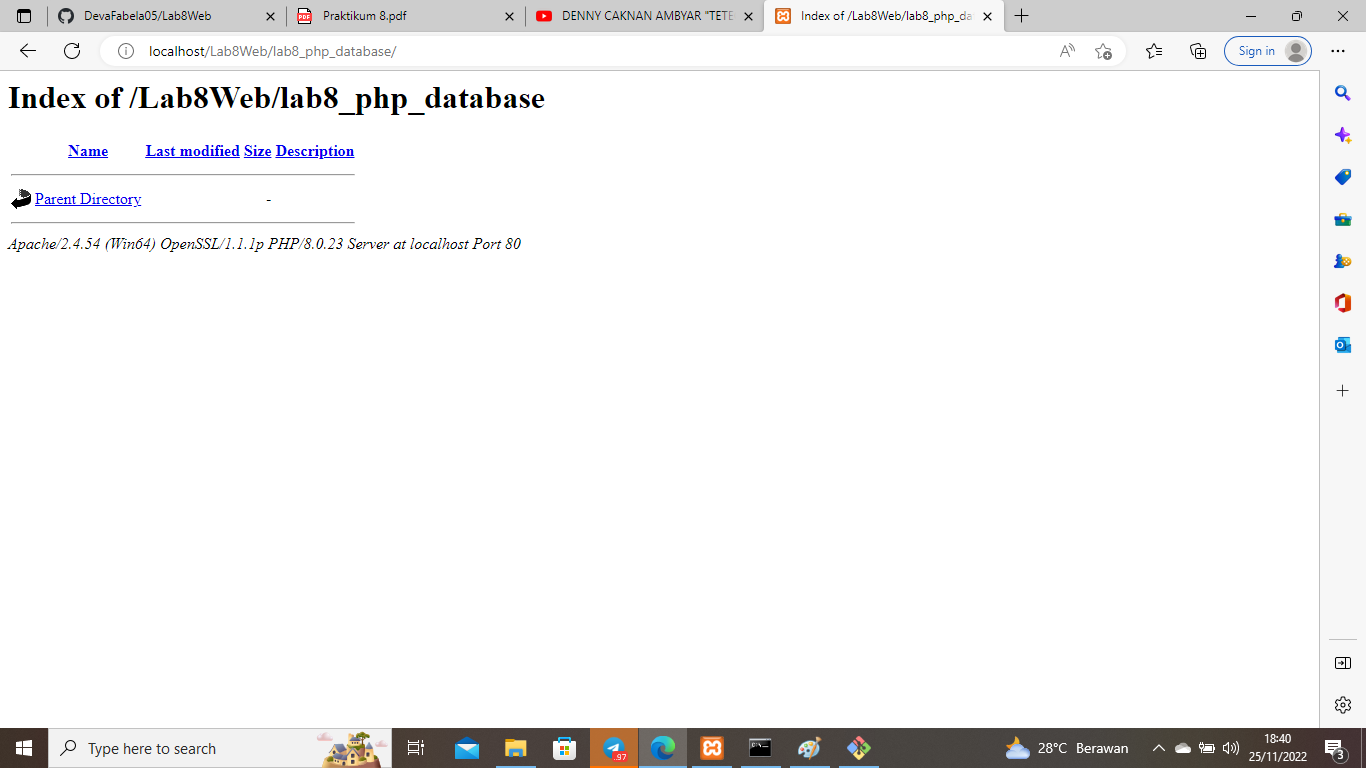 DevaFabela05/Lab8Web
Praktikum 8.pdf
DENNY CAKNAN AMBYAR "TETE
Index of /Lab8Web/lab8_php_da
localhost/Lab8Web/lab8_php_database/
Sign in
Index of /Lab8Web/lab8_php_database
Name Last modified Size Description
Parent Directory -
Apache/2.4.54 (Win64) OpenSSL/1.1.1p PHP/8.0.23 Server at localhost Port 80
Type here to search
97
28°C Berawan
18:40
25/11/2022
3